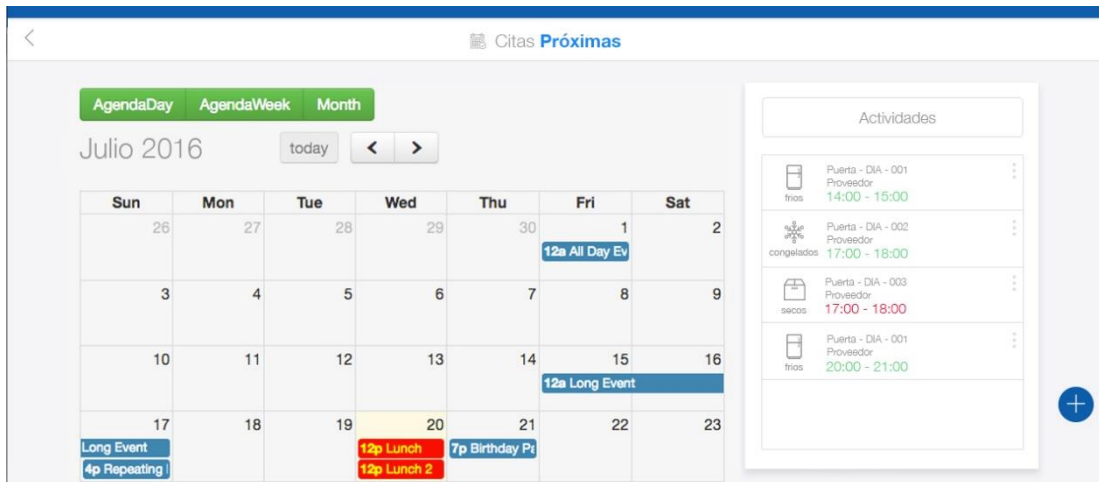 Citas Próximas
AgendaDay AgendaWeek Month
Julio 2016 today
Sun Mon Tue Wed Thu Fri Sat
26 27 28 29 30 1 2
12a All Day Ev
3 4 5 6 7 8 9
10 11 12 13 14 15 16
12a Long Event
17 18 19 20 21 22 23
Long Event 12p Lunch 7p Birthday Pa
4p Repeating 12p Lunch 2
Actividades
Puerta - DIA - 001
Proveedor
frios 14:00 - 15:00
Puerta - DIA - 002
Proveedor
congelados 17:00 - 18:00
Puerta - DIA - 003
Proveedor
secos 17:00 - 18:00
Puerta - DIA - 001
Proveedor
frios 20:00 - 21:00